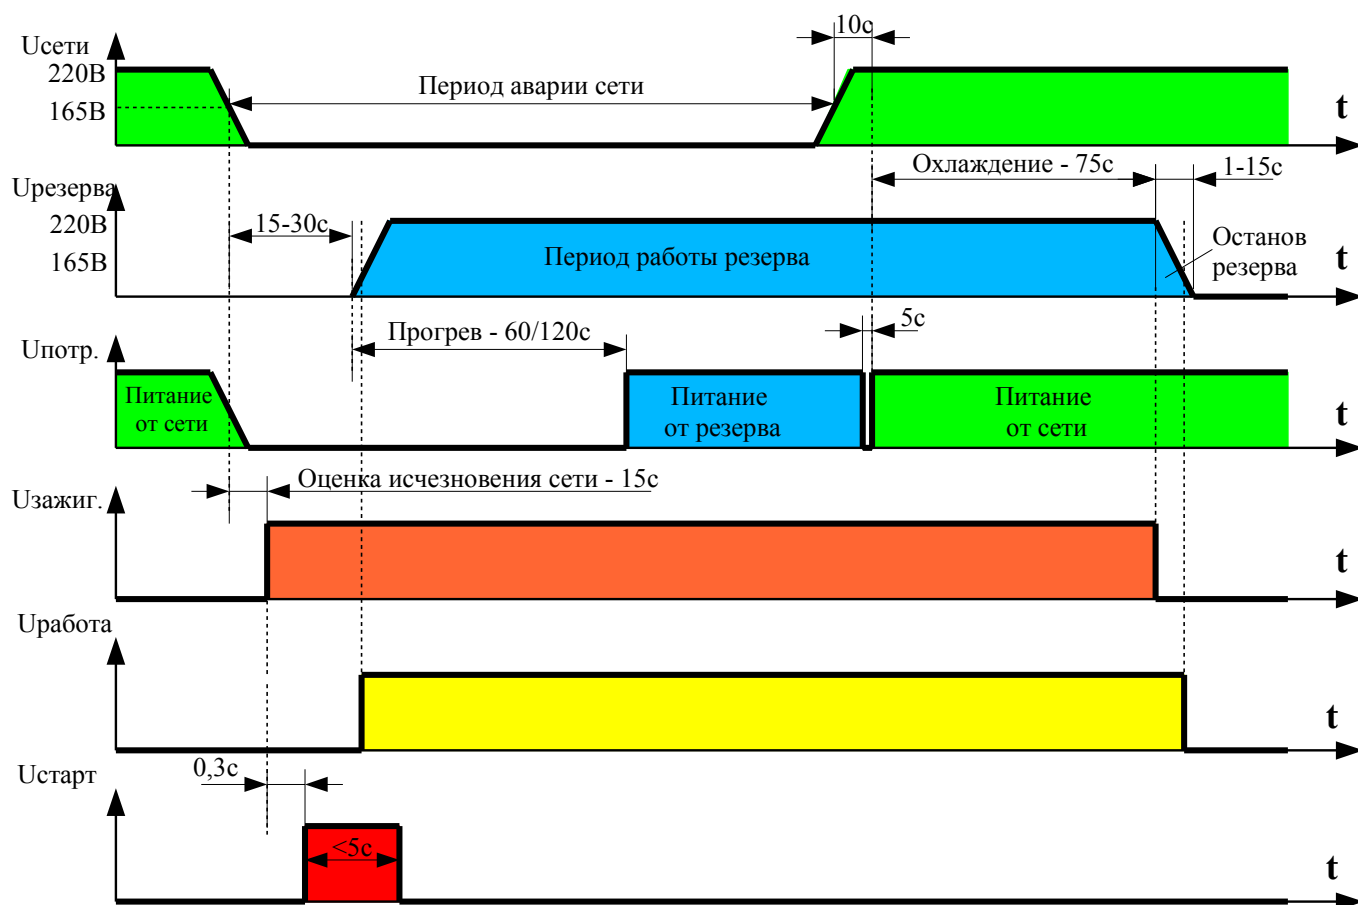 10с
Uсети
220В
Период аварии сети
165В
t
Охлаждение - 75с
1-15с
Uрезерва
220В
15-30с
Останов
резерва
165В
Период работы резерва
t
Прогрев - 60/120с
5с
Uпотр.
Питание
от сети
Питание
от резерва
Питание
от сети
t
Оценка исчезновения сети - 15с
Uзажиг.
t
Uработа
t
0,3с
Uстарт
<5с
t